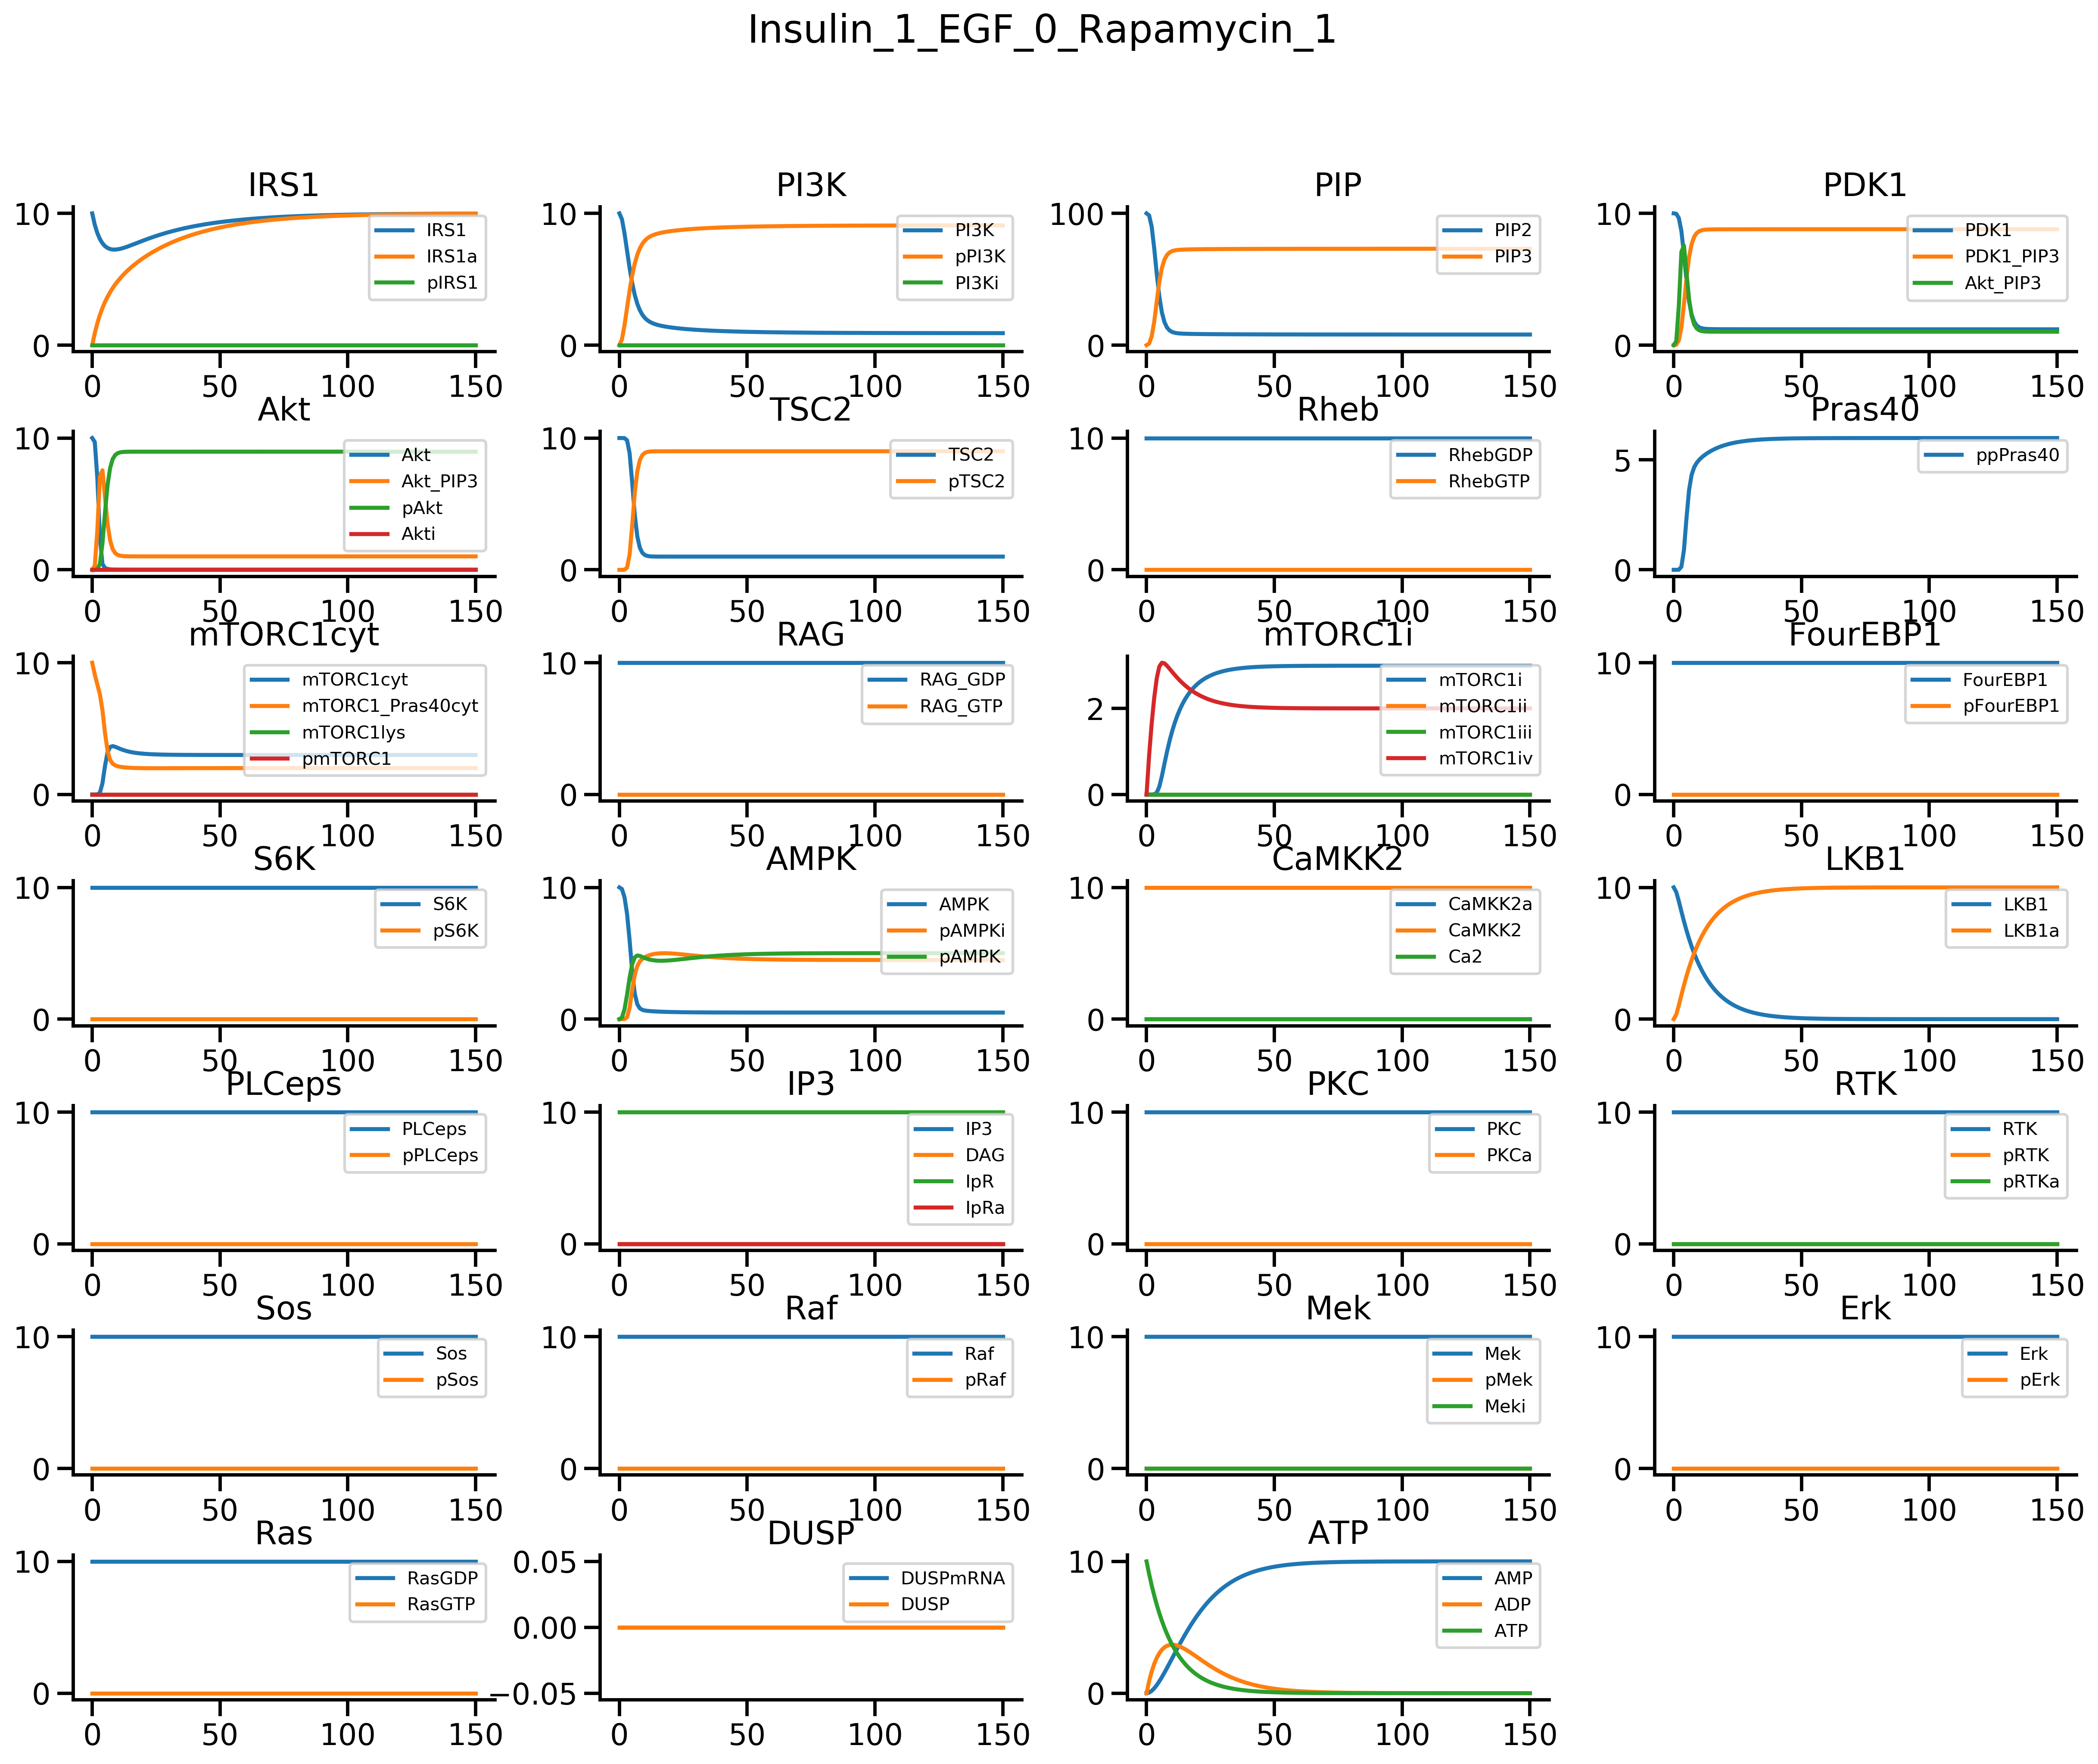 Insulin_1_EGF_0_Rapamycin_1
IRS1
10
0
0
50
100
150
IRS1
IRS1a
pIRS1
PI3K
10
0
0
50
100
150
PI3K
pPI3K
PI3Ki
PIP
100
0
0
50
100
150
PIP2
PIP3
PDK1
10
0
0
50
100
150
PDK1
PDK1_PIP3
Akt_PIP3
Akt
10
0
0
50
100
150
Akt
Akt_PIP3
pAkt
Akti
TSC2
10
0
0
50
100
150
TSC2
pTSC2
Rheb
10
0
0
50
100
150
RhebGDP
RhebGTP
Pras40
5
0
0
50
100
150
ppPras40
mTORC1cyt
10
0
0
50
100
150
mTORC1cyt
mTORC1_Pras40cyt
mTORC1lys
pmTORC1
RAG
10
0
0
50
100
150
RAG_GDP
RAG_GTP
mTORC1i
2
0
0
50
100
150
mTORC1i
mTORC1ii
mTORC1iii
mTORC1iv
FourEBP1
10
0
0
50
100
150
FourEBP1
pFourEBP1
S6K
10
0
0
50
100
150
S6K
pS6K
AMPK
10
0
0
50
100
150
AMPK
pAMPKi
pAMPK
CaMKK2
10
0
0
50
100
150
CaMKK2a
CaMKK2
Ca2
LKB1
10
0
0
50
100
150
LKB1
LKB1a
PLCeps
10
0
0
50
100
150
PLCeps
pPLCeps
IP3
10
0
0
50
100
150
IP3
DAG
IpR
IpRa
PKC
10
0
0
50
100
150
PKC
PKCa
RTK
10
0
0
50
100
150
RTK
pRTK
pRTKa
Sos
10
0
0
50
100
150
Sos
pSos
Raf
10
0
0
50
100
150
Raf
pRaf
Mek
10
0
0
50
100
150
Mek
pMek
Meki
Erk
10
0
0
50
100
150
Erk
pErk
Ras
10
0
0
50
100
150
RasGDP
RasGTP
DUSP
0.05
0.00
−0.05
0
50
100
150
DUSPmRNA
DUSP
ATP
10
0
0
50
100
150
AMP
ADP
ATP